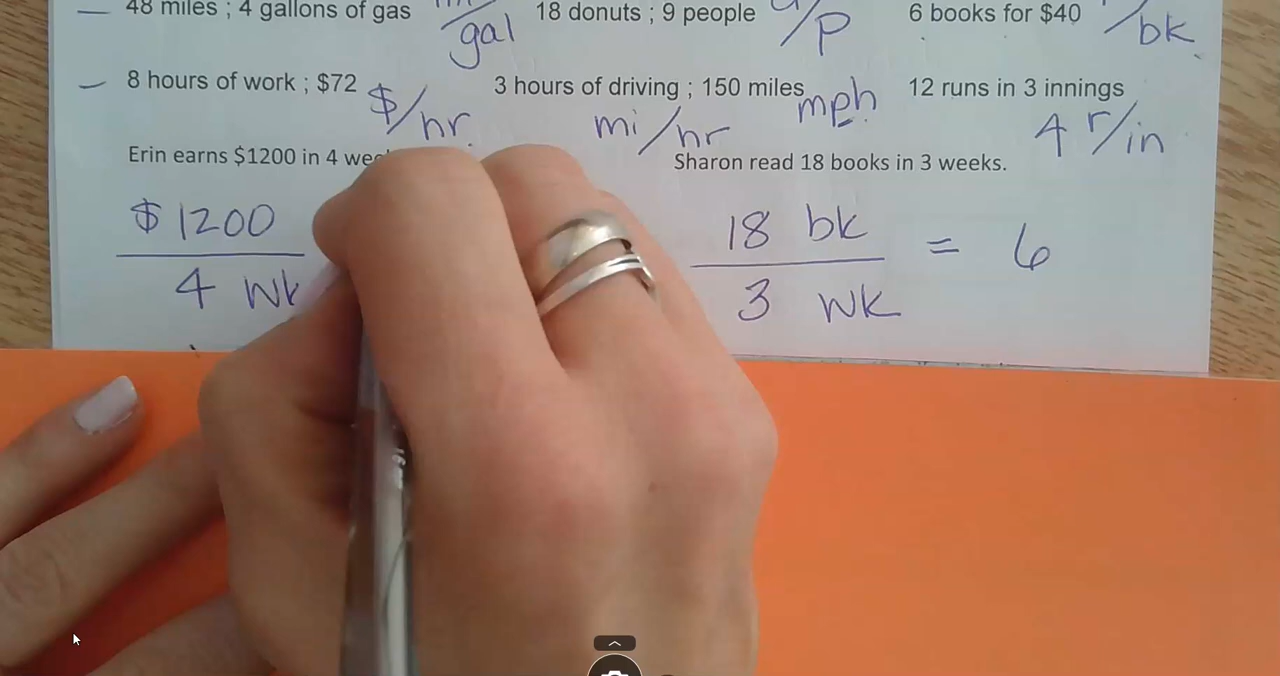 48 miles ; 4 gallons of gas
gal
18 donuts ; 9 people
/p
6 books for $40
/bk
8 hours of work ; $72
$/hr
3 hours of driving ; 150 miles
mph
mi/hr
12 runs in 3 innings
4 r/in
Erin earns $1200 in 4
$1200
4 wk
Sharon read 18 books in 3 weeks.
18 bk = 6
3 wk